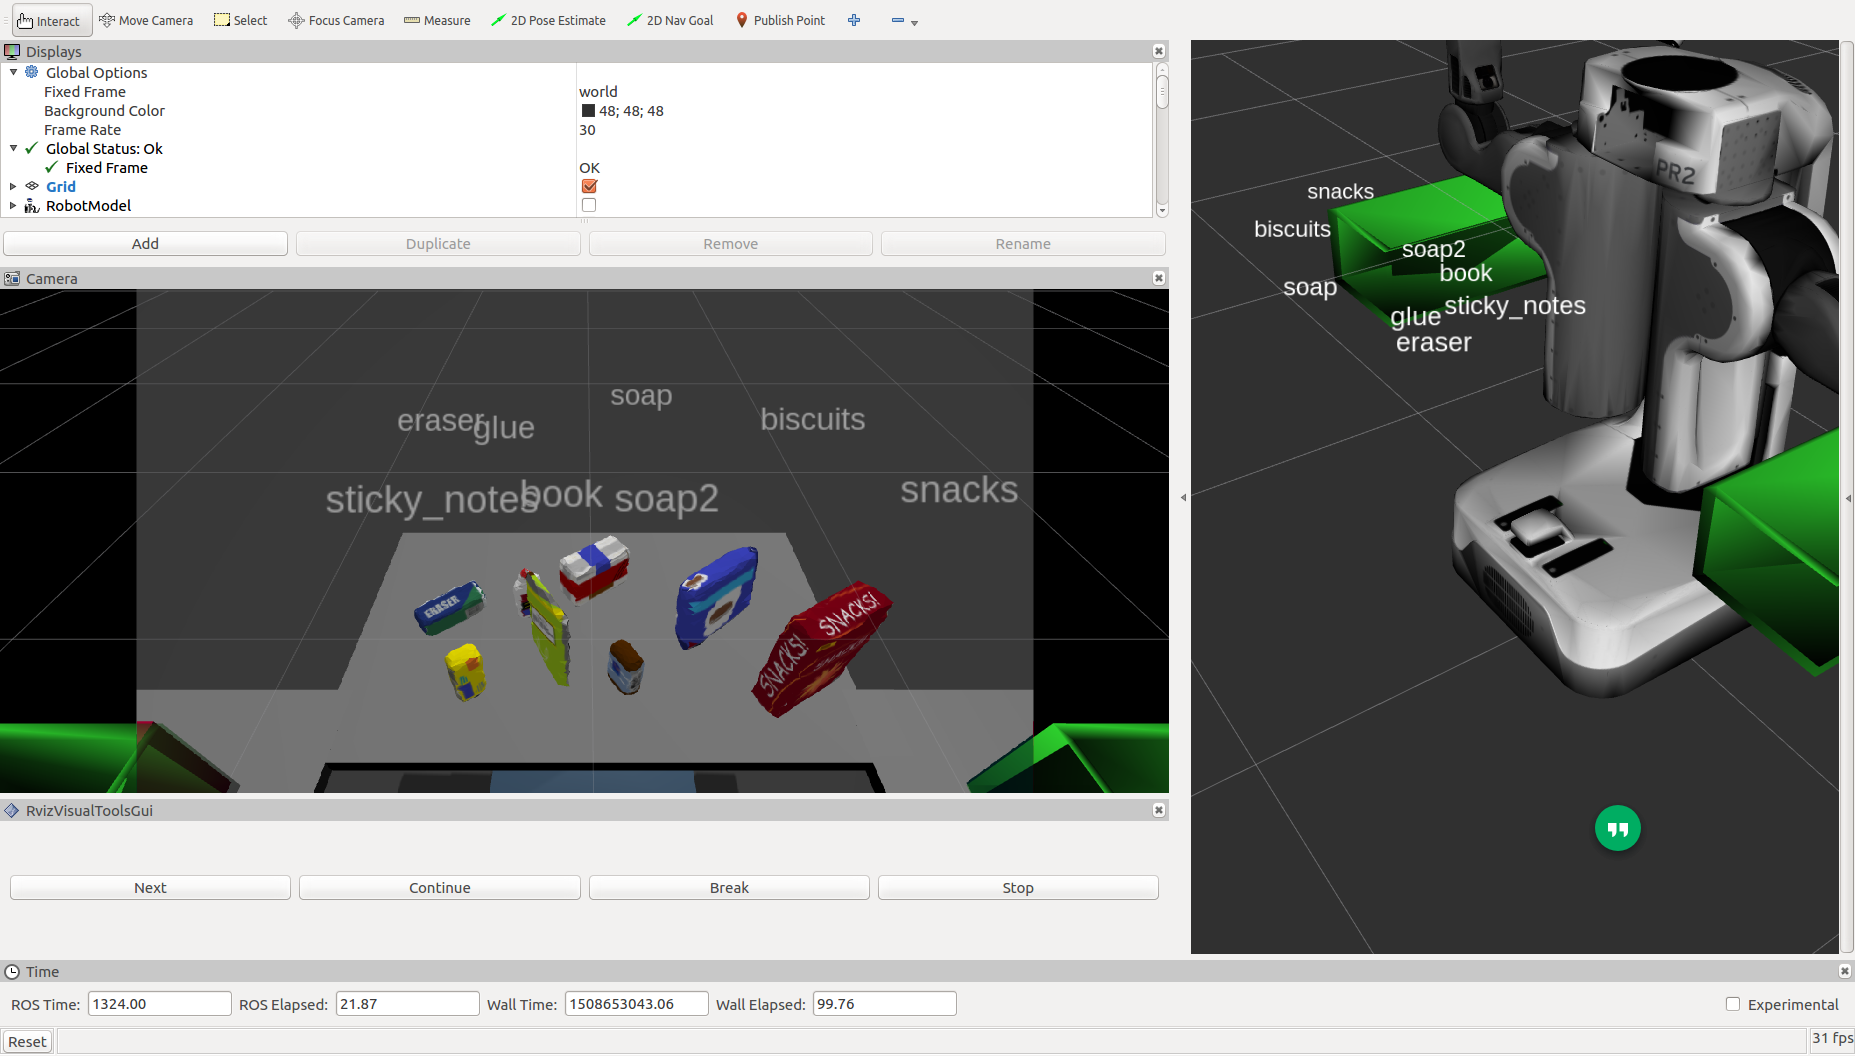 Interact Move Camera Select Focus Camera Measure 2D Pose Estimate 2D Nav Goal Publish Point
Displays
Global Options
Fixed Frame world
Background Color 48; 48; 48
Frame Rate 30
Global Status: Ok
Fixed Frame OK
Grid
RobotModel
Add Duplicate Remove Rename
Camera
soap
eraser glue biscuits
sticky_notes book soap2 snacks
ERASER
SNACKS!
SNACKS!
RvizVisualToolsGui
Next Continue Break Stop
PR2
snacks
biscuits
soap2
book
soap
sticky_notes
glue
eraser
Time
ROS Time: 1324.00 ROS Elapsed: 21.87 Wall Time: 1508653043.06 Wall Elapsed: 99.76 Experimental
Reset 31 fps